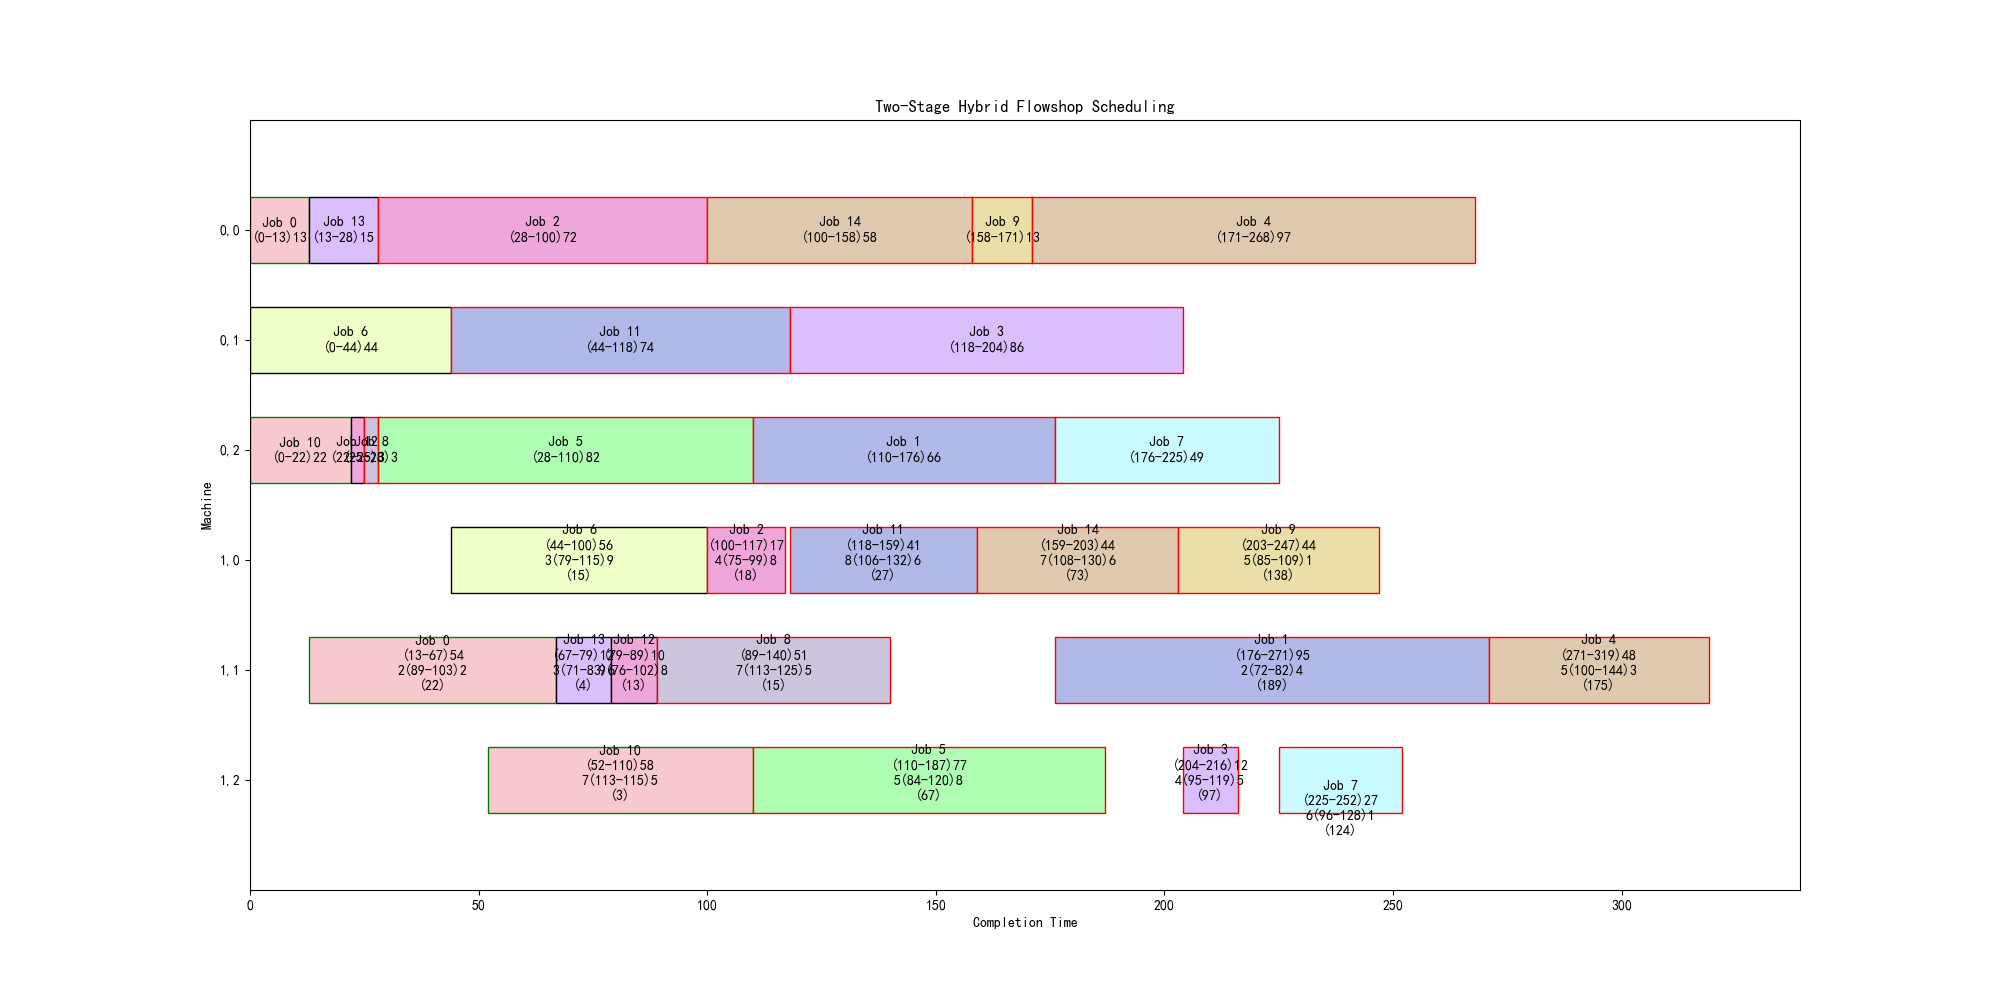 Two-Stage Hybrid Flowshop Scheduling
0,0
Job 0
(0-13)13
Job 13
(13-28)15
Job 2
(28-100)72
Job 14
(100-158)58
Job 9
(158-171)13
Job 4
(171-268)97
0,1
Job 6
(0-44)44
Job 11
(44-118)74
Job 3
(118-204)86
0,2
Job 10
(0-22)22
Job 12
Job 8
Job 5
(28-110)82
Job 1
(110-176)66
Job 7
(176-225)49
Machine
1,0
Job 6
(44-100)56
3(79-115)9
(15)
Job 2
(100-117)17
4(75-99)8
(18)
Job 11
(118-159)41
8(106-132)6
(27)
Job 14
(159-203)44
7(108-130)6
(73)
Job 9
(203-247)44
5(85-109)1
(138)
1,1
Job 0
(13-67)54
2(89-103)2
(22)
Job 13
(67-79)12
(4)
Job 12
(79-89)10
(13)
Job 8
(89-140)51
7(113-125)5
(15)
Job 1
(176-271)95
2(72-82)4
(189)
Job 4
(271-319)48
5(100-144)3
(175)
1,2
Job 10
(52-110)58
7(113-115)5
(3)
Job 5
(110-187)77
5(84-120)8
(67)
Job 3
(204-216)12
4(95-119)5
(97)
Job 7
(225-252)27
6(96-128)1
(124)
0
50
100
150
200
250
300
Completion Time